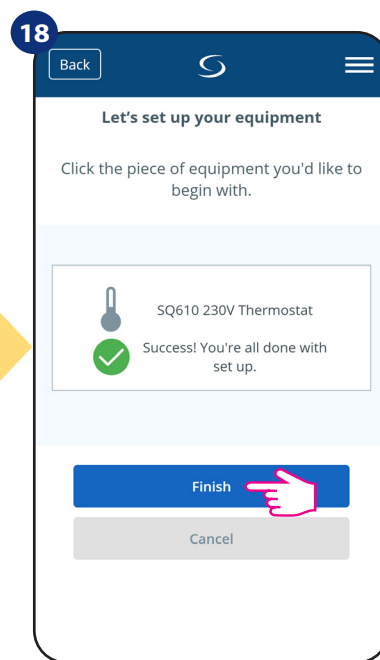 18
Back
Let’s set up your equipment
Click the piece of equipment you'd like to
begin with.
SQ610 230V Thermostat
Success! You're all done with
set up.
Finish
Cancel